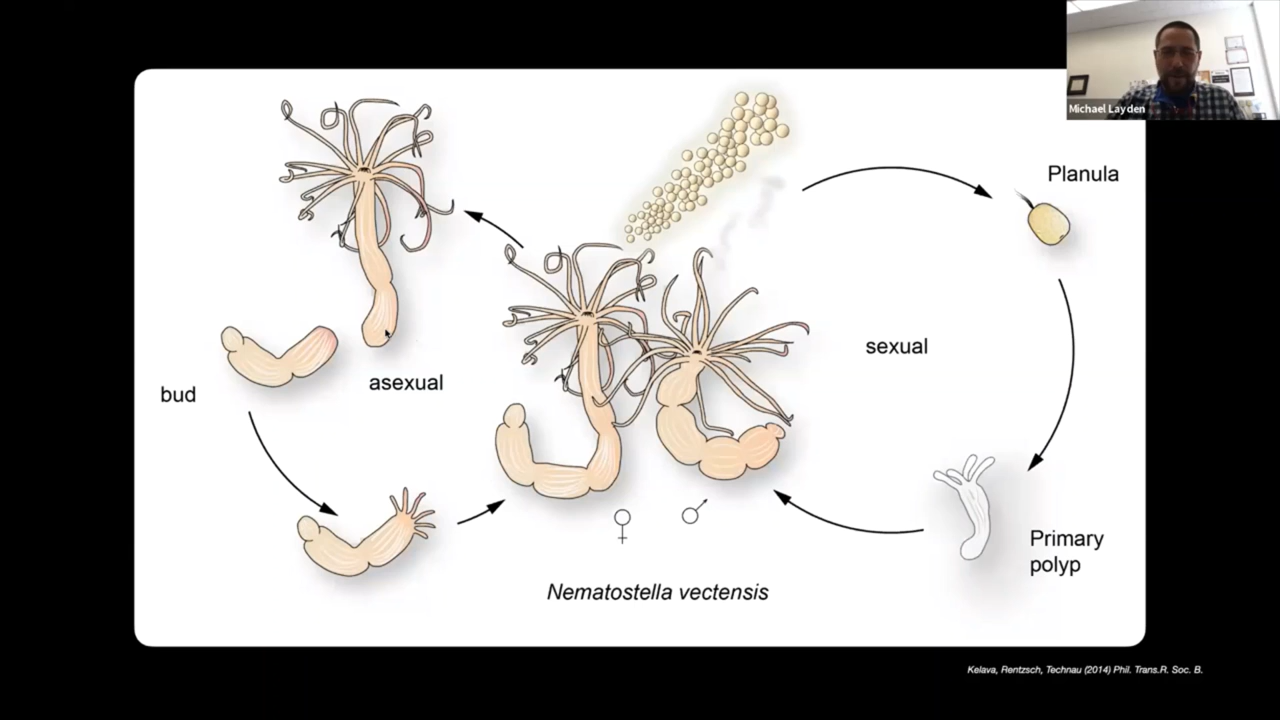 Michael Layden
Planula
sexual
asexual
bud
Primary
polyp
Nematostella vectensis
Kelava, Rentzsch, Technau (2014) Phil. Trans.R. Soc. B.